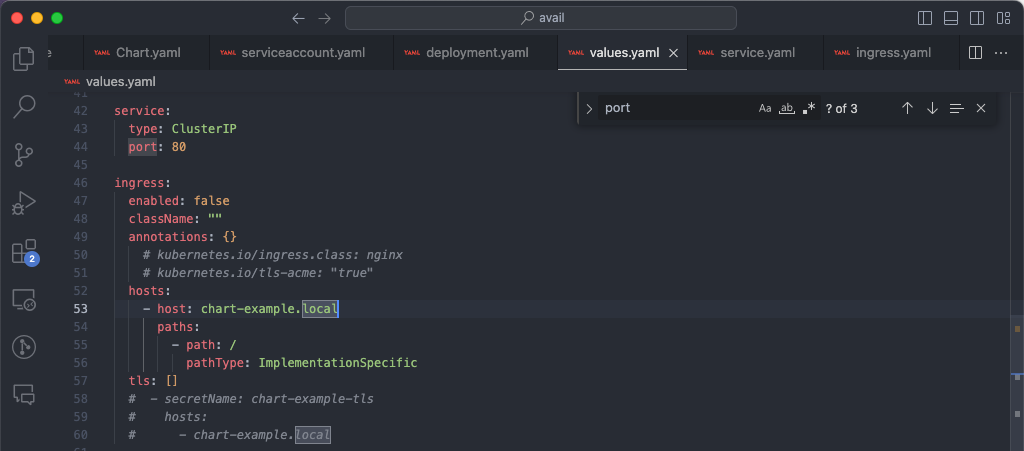 avail
e
YAML Chart.yaml
YAML serviceaccount.yaml
YAML deployment.yaml
YAML values.yaml
YAML service.yaml
YAML ingress.yaml
YAML values.yaml
port Aa ab ? of 3
41
42 service:
43 type: ClusterIP
44 port: 80
45
46 ingress:
47 enabled: false
48 className: ""
49 annotations: {}
50 # kubernetes.io/ingress.class: nginx
51 # kubernetes.io/tls-acme: "true"
52 hosts:
53 - host: chart-example.local
54 paths:
55 - path: /
56 pathType: ImplementationSpecific
57 tls: []
58 # - secretName: chart-example-tls
59 # hosts:
60 # - chart-example.local
2